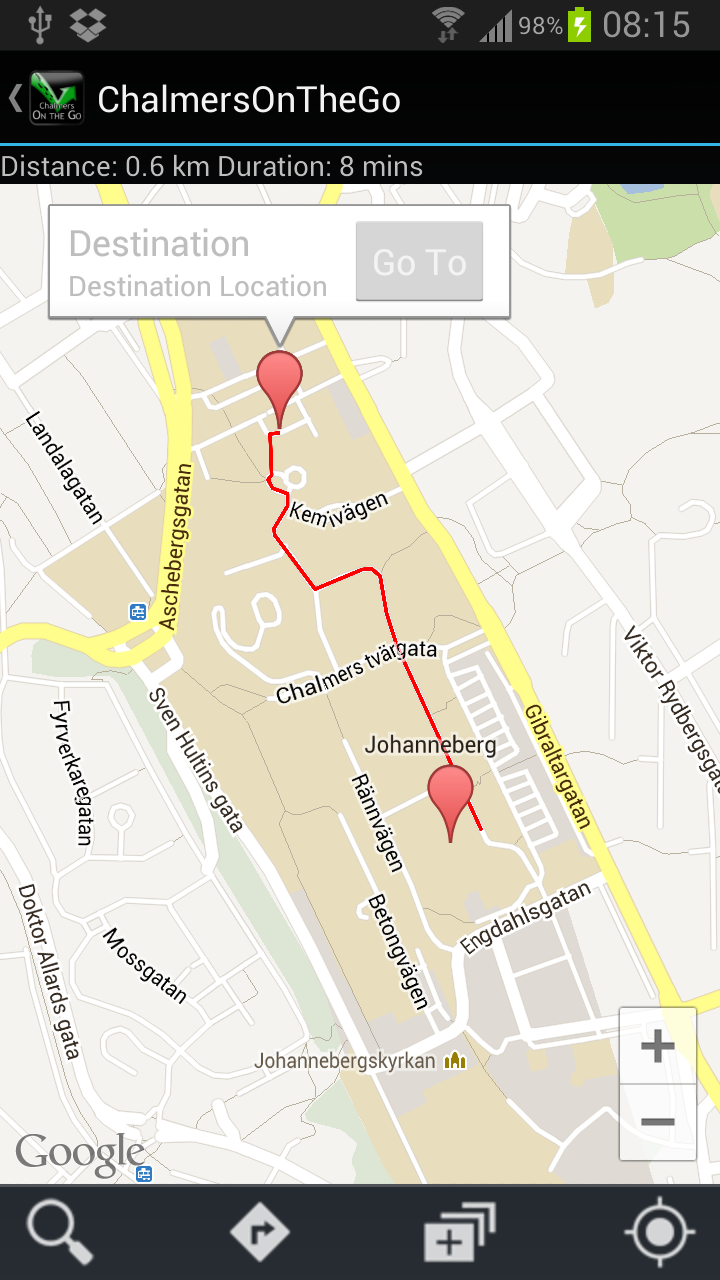 98% 08:15
Chalmers
ON THE GO
ChalmersOnTheGo
Distance: 0.6 km Duration: 8 mins
Destination
Destination Location
Go To
Landalagatan
Aschebergsgatan
Kemivägen
Chalmers tvärgata
Viktor Rydbergsgata
Sven Hultins gata
Fyrverkaregatan
Gibraltargatan
Johanneberg
Rännvägen
Betongvägen
Engdahlsgatan
Doktor Allards gata
Mossgatan
Johannebergskyrkan
Google